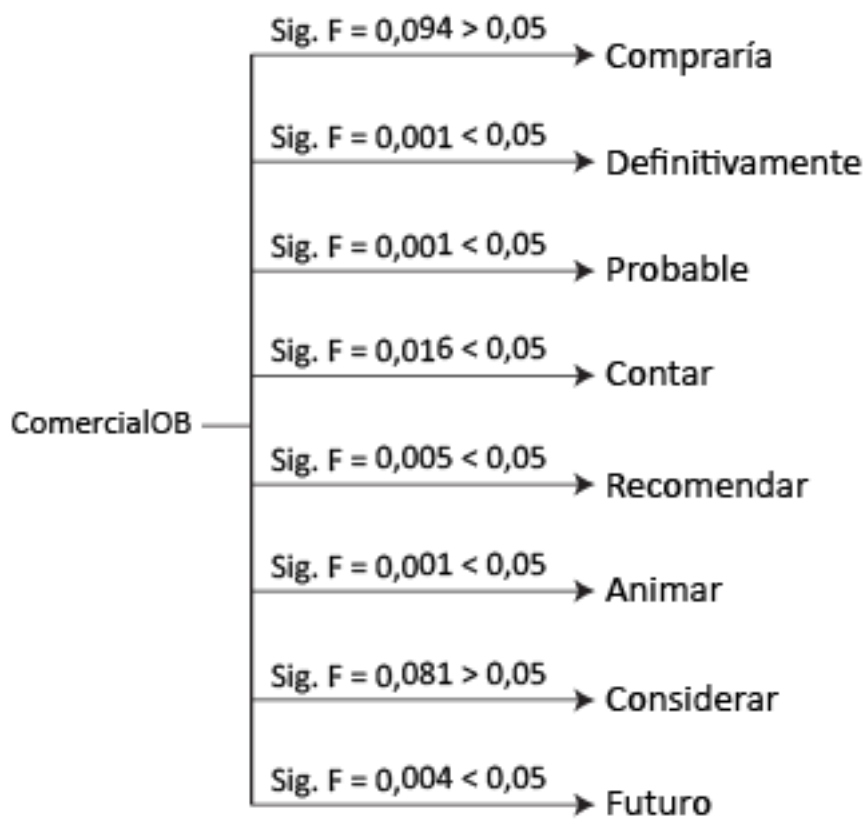 Sig. F = 0,094 > 0,05
Compraría
Sig. F = 0,001 < 0,05
Definitivamente
Sig. F = 0,001 < 0,05
Probable
Sig. F = 0,016 < 0,05
Contar
ComercialOB
Sig. F = 0,005 < 0,05
Recomendar
Sig. F = 0,001 < 0,05
Animar
Sig. F = 0,081 > 0,05
Considerar
Sig. F = 0,004 < 0,05
Futuro